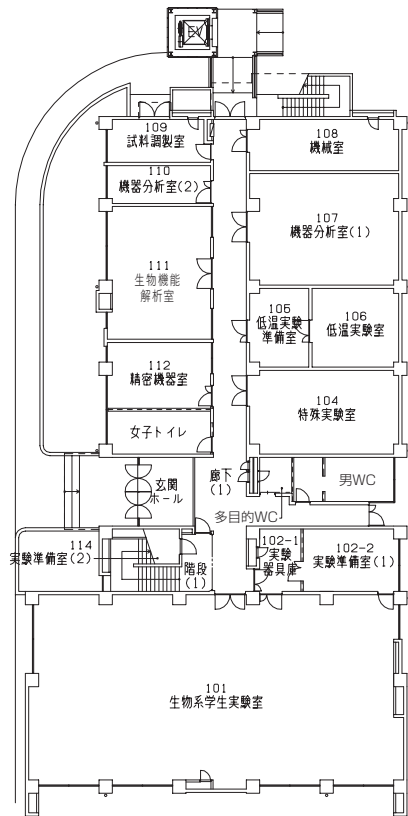 EV
109
試料調製室
108
機械室
110
機器分析室(2)
107
機器分析室(1)
111
生物機能
解析室
105
低温実験
準備室
106
低温実験室
112
精密機器室
104
特殊実験室
女子トイレ
玄関
ホール
廊下
(1)
男WC
多目的WC
114
実験準備室(2)
階段
(1)
102-1
実験
器具庫
102-2
実験準備室(1)
101
生物系学生実験室